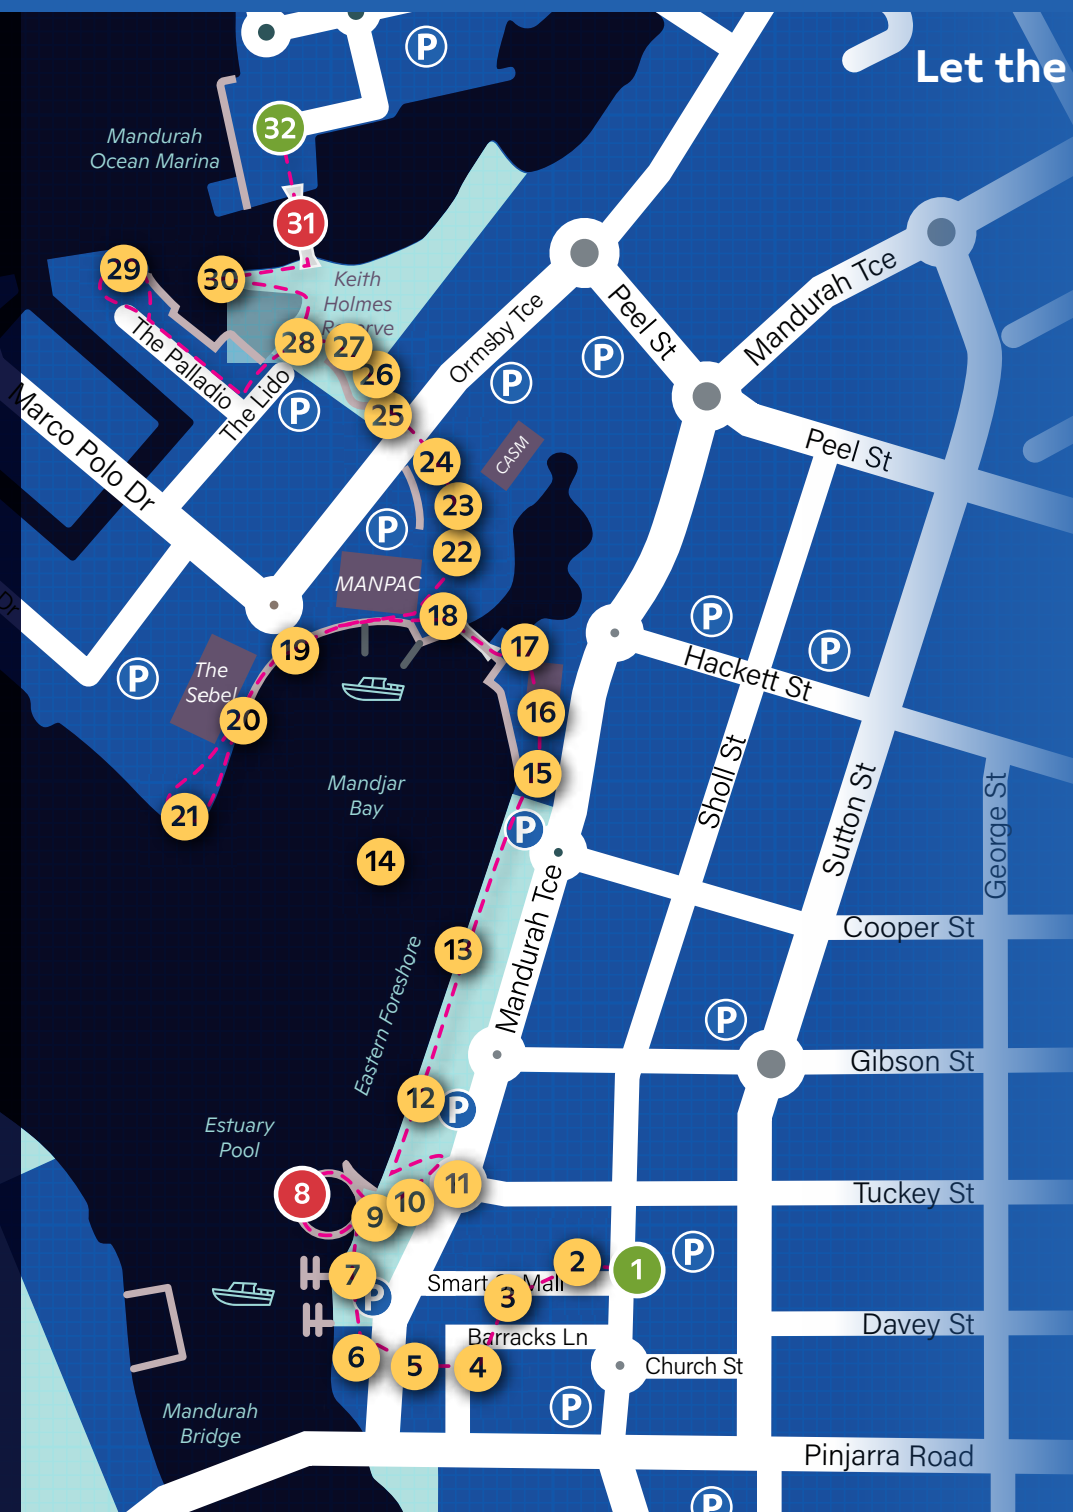 P
Let the
32
Mandurah
Ocean Marina
31
29
30
Keith
Holmes
Reserve
Mandurah Tce
Peel St
Ormsby Tce
28
27
26
25
P
P
P
The Palladio
The Lido
Marco Polo Dr
24
CASM
Peel St
23
P
22
MANPAC
Dr
18
P
17
19
P
The
Sebel
P
Hackett St
20
16
15
Mandjar
Bay
21
P
14
Sholl St
Sutton St
George St
Mandurah Tce
Cooper St
13
Eastern Foreshore
P
Gibson St
12
P
Estuary
Pool
8
11
10
9
Tuckey St
2
1
P
7
P
Smart St Mall
3
Barracks Ln
Davey St
6
5
4
Church St
P
Mandurah
Bridge
Pinjarra Road
P